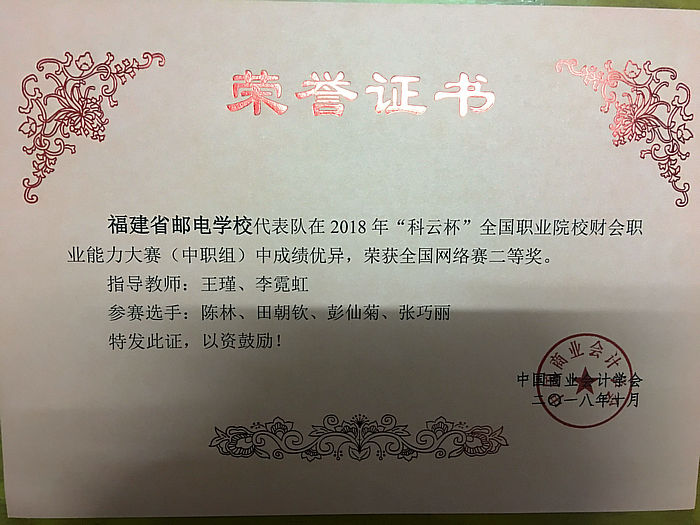 荣誉证书
福建省邮电学校代表队在2018年“科云杯”全国职业院校财会职
业能力大赛（中职组）中成绩优异，荣获全国网络赛二等奖。
指导教师：王瑾、李霓虹
参赛选手：陈林、田朝钦、彭仙菊、张巧丽
特发此证，以资鼓励！
中国商业会计学会
二〇一八年十月